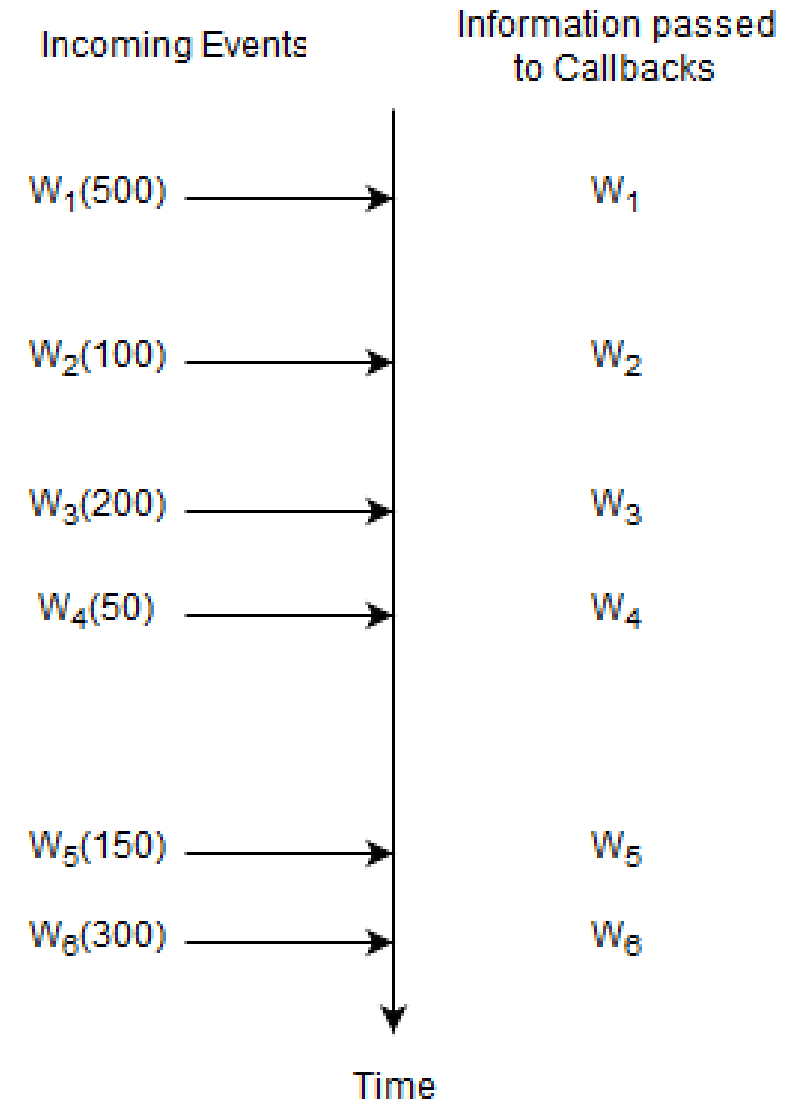 Incoming Events
Information passed
to Callbacks
W₁(500)
W₁
W₂(100)
W₂
W₃(200)
W₃
W₄(50)
W₄
W₅(150)
W₅
W₆(300)
W₆
Time